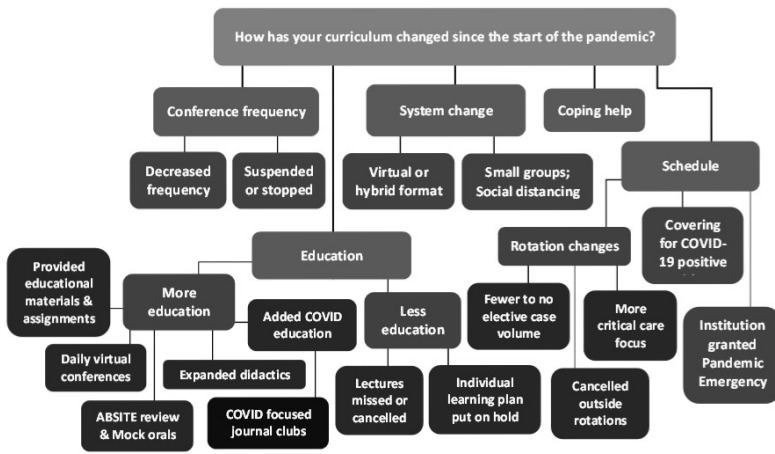 How has your curriculum changed since the start of the pandemic?
Conference frequency
System change
Coping help
Decreased
frequency
Suspended
or stopped
Virtual or
hybrid format
Small groups;
Social distancing
Schedule
Education
Rotation changes
Covering
for COVID-
19 positive
Provided
educational
materials &
assignments
More
education
Added COVID
education
Less
education
Fewer to no
elective case
volume
More
critical care
focus
Institution
granted
Pandemic
Emergency
Daily virtual
conferences
Expanded didactics
ABSITE review
& Mock orals
COVID focused
journal clubs
Lectures
missed or
cancelled
Individual
learning plan
put on hold
Cancelled
outside
rotations